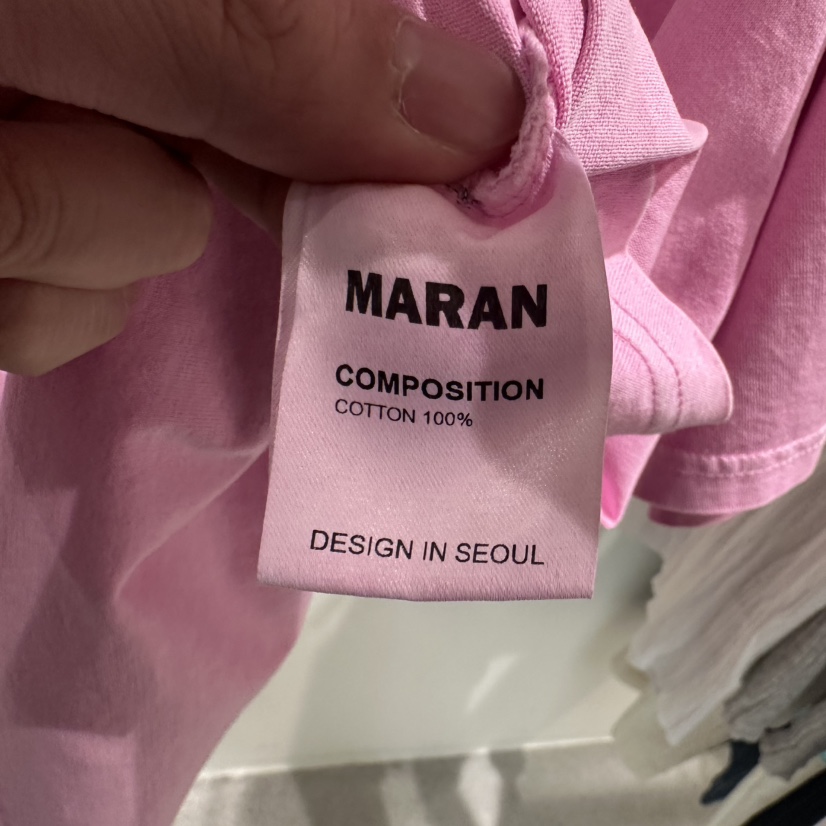 MARAN
COMPOSITION
COTTON 100%
DESIGN IN SEOUL